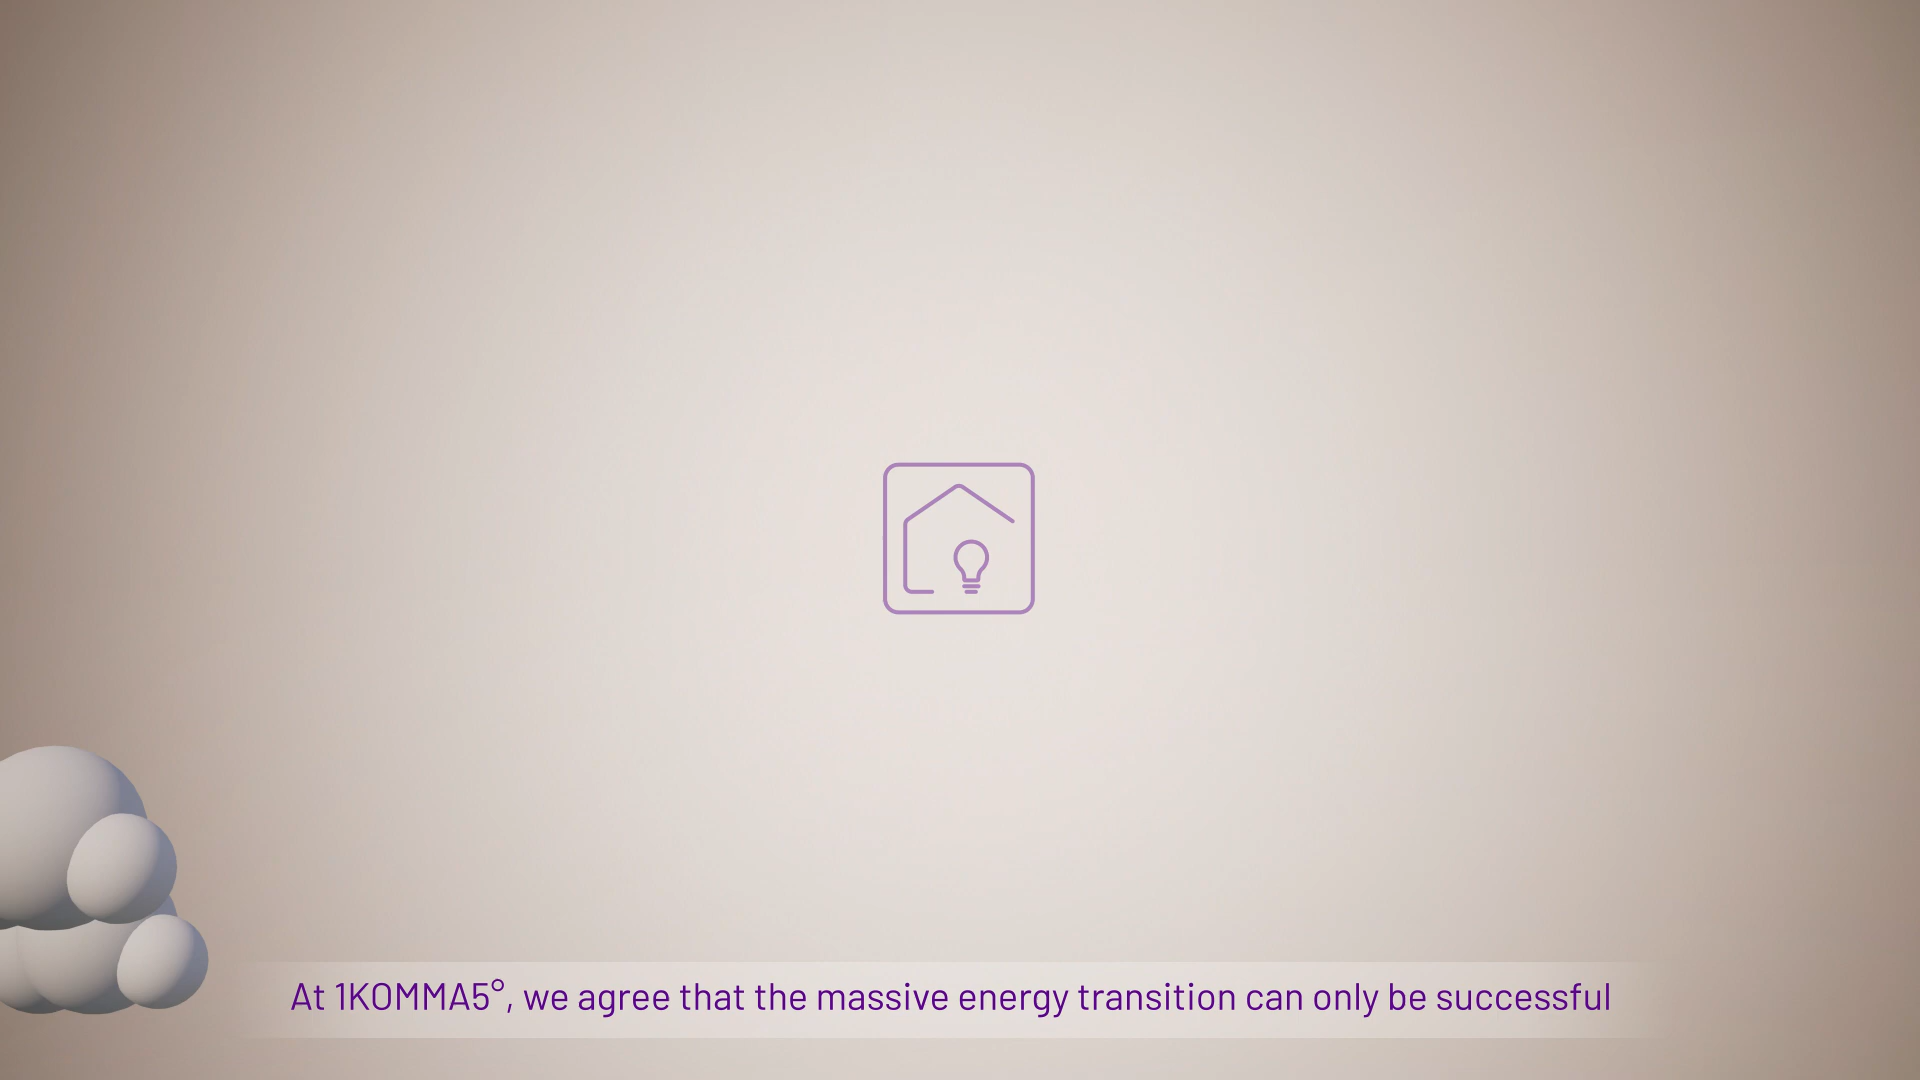 At 1KOMMA5°, we agree that the massive energy transition can only be successful